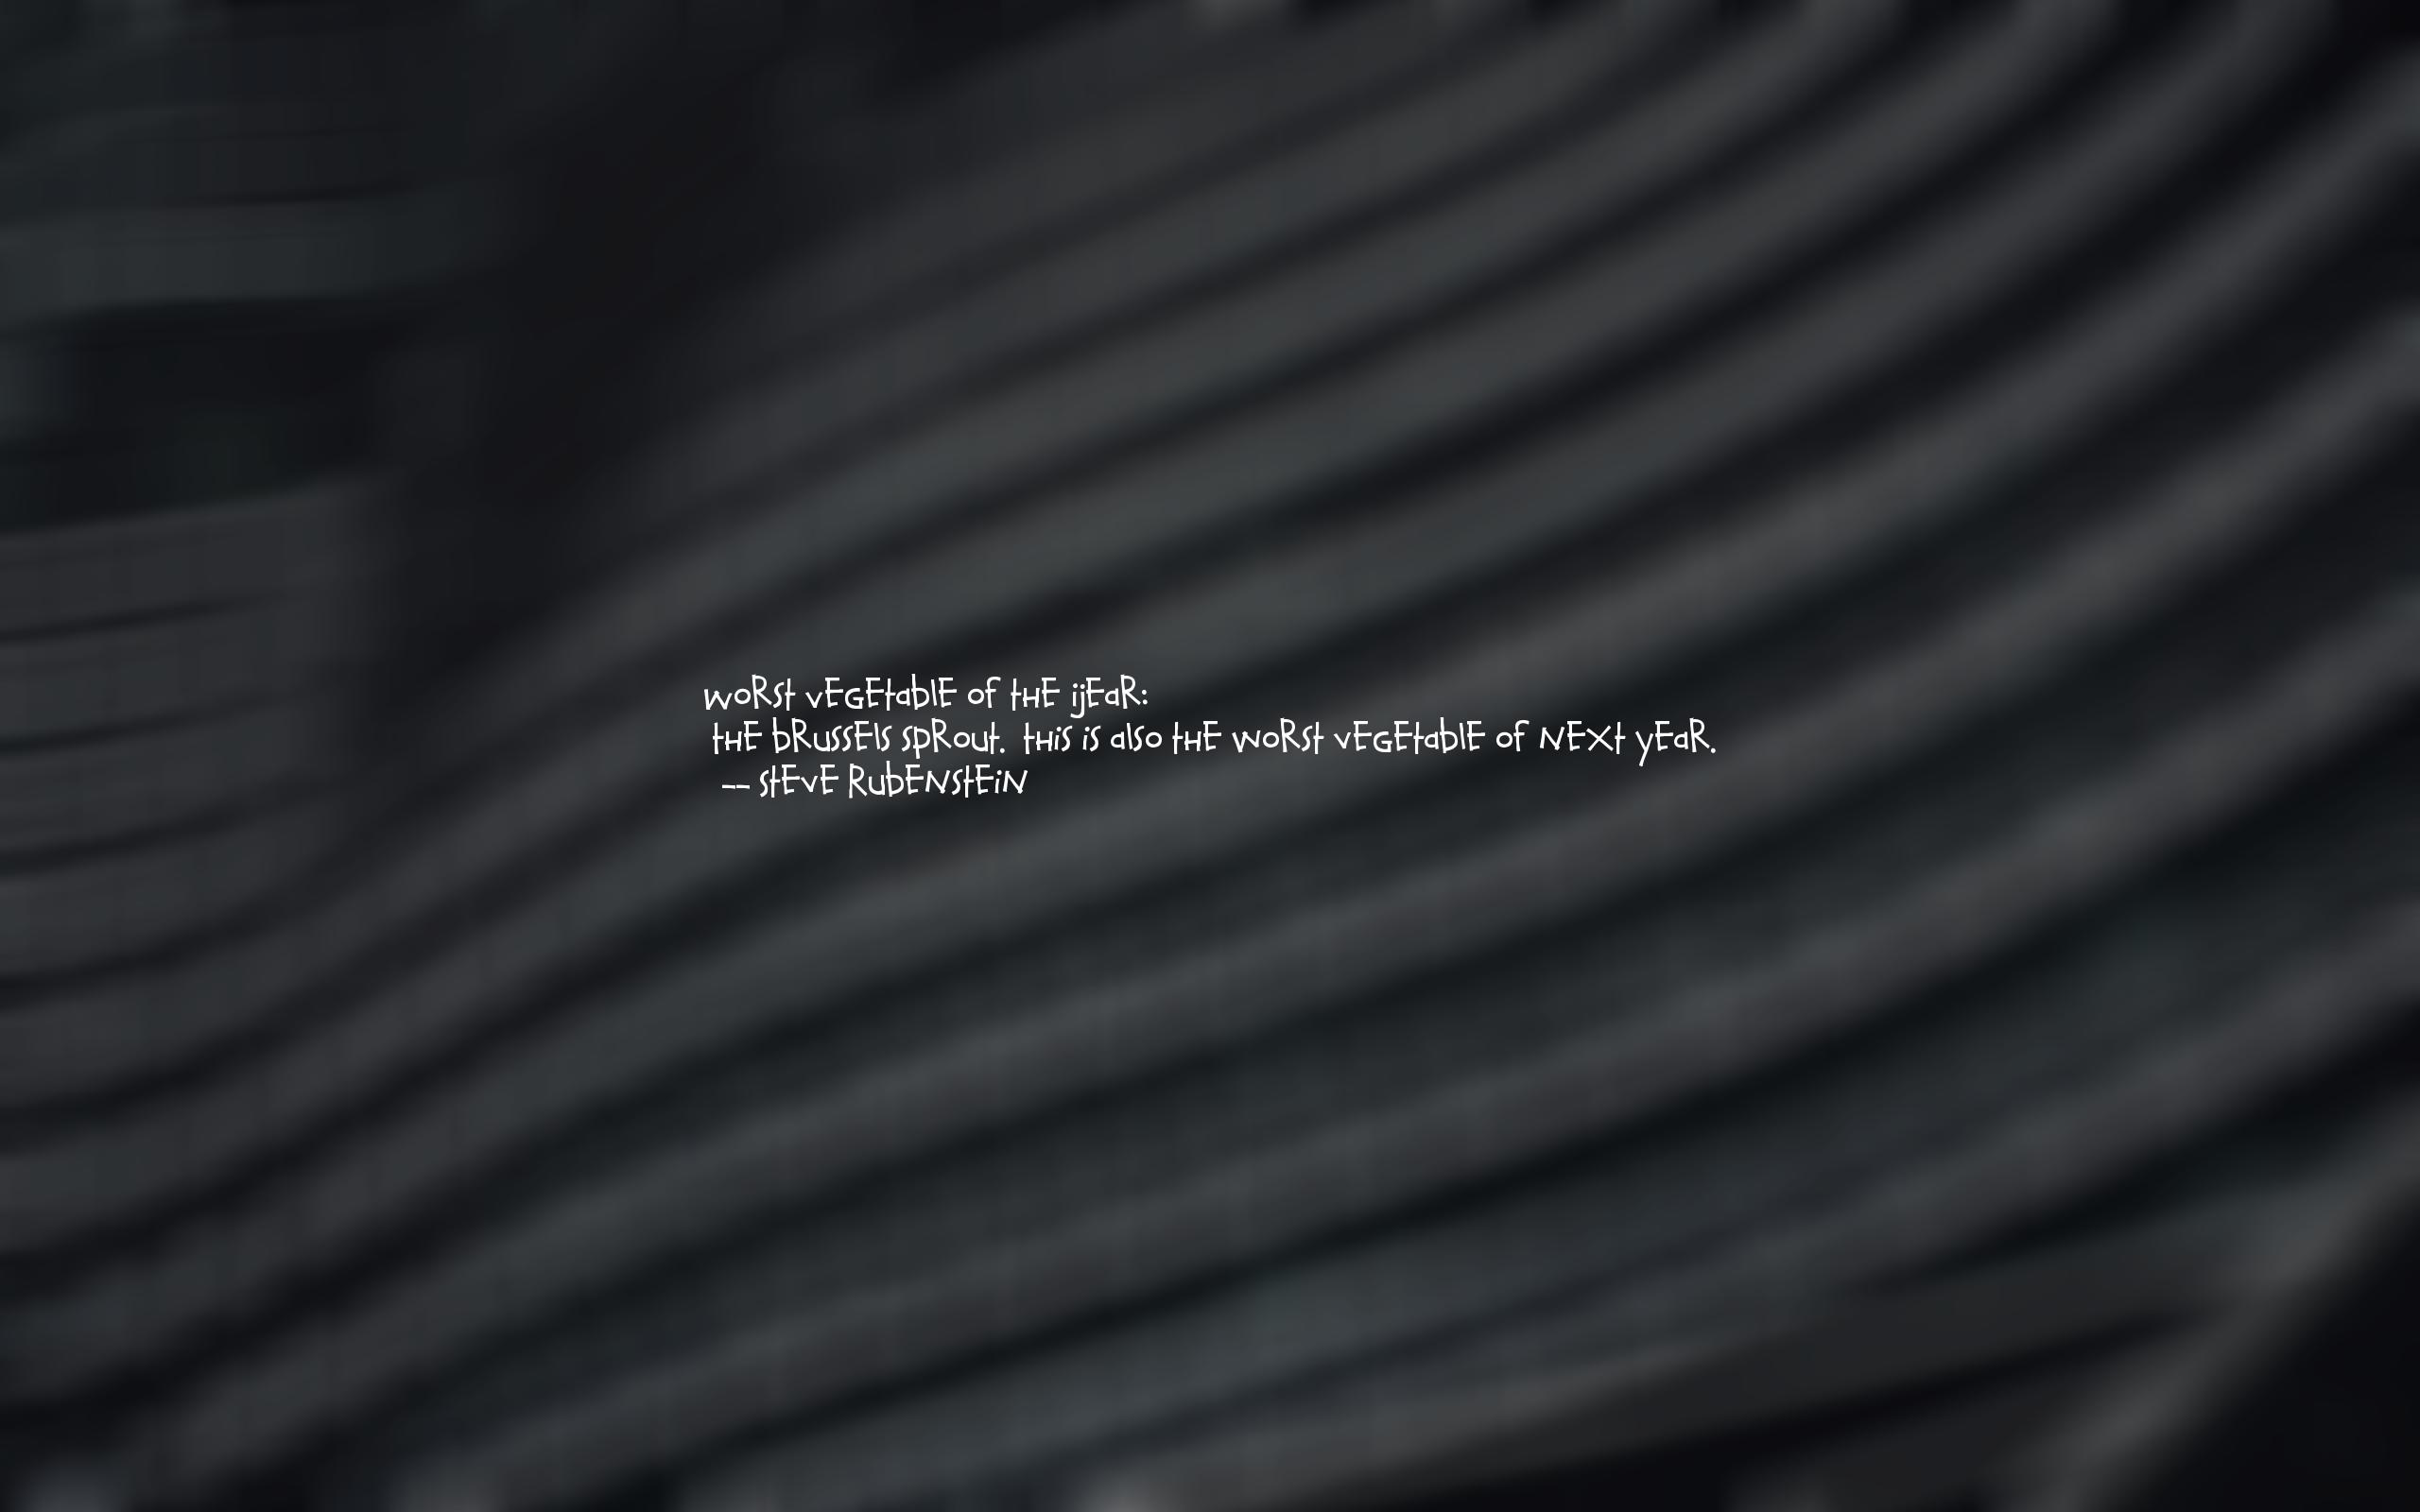 worst vegetable of the ijear:
the brussels sprout.  this is also the worst vegetable of next year.
-- steve rubenstein